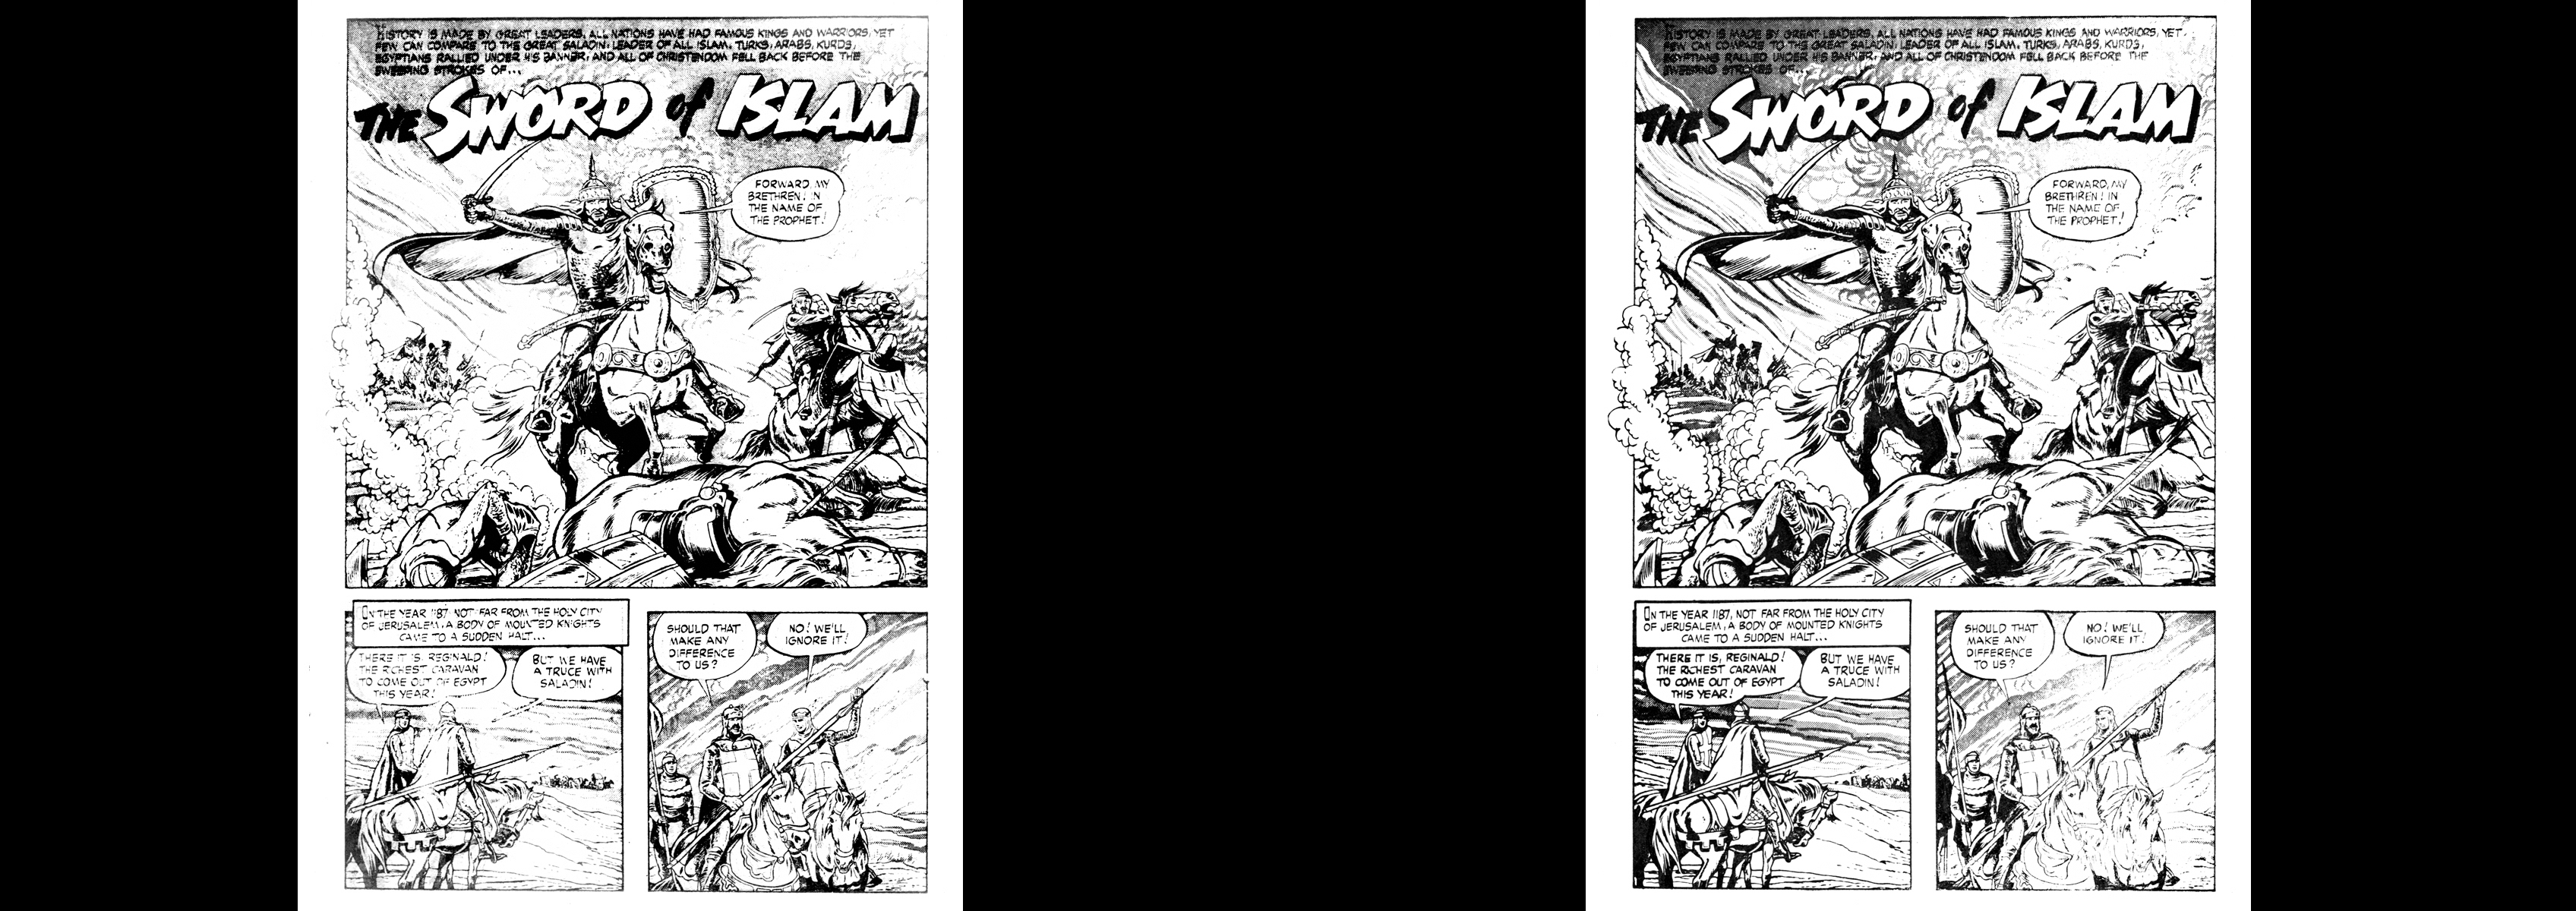 HISTORY IS MADE BY GREAT LEADERS. ALL NATIONS HAVE HAD FAMOUS KINGS AND WARRIORS, YET
FEW CAN COMPARE TO THE GREAT SALADIN, LEADER OF ALL ISLAM. TURKS, ARABS, KURDS,
EGYPTIANS RALLIED UNDER HIS BANNER, AND ALL OF CHRISTENDOM FELL BACK BEFORE THE
SWEEPING STROKES OF...
THE SWORD of ISLAM
FORWARD, MY
BRETHREN! IN
THE NAME OF
THE PROPHET!
IN THE YEAR 1187, NOT FAR FROM THE HOLY CITY
OF JERUSALEM, A BODY OF MOUNTED KNIGHTS
CAME TO A SUDDEN HALT...
THERE IT IS, REGINALD!
THE RICHEST CARAVAN
TO COME OUT OF EGYPT
THIS YEAR!
BUT WE HAVE
A TRUCE WITH
SALADIN!
SHOULD THAT
MAKE ANY
DIFFERENCE
TO US?
NO! WE'LL
IGNORE IT!
HISTORY IS MADE BY GREAT LEADERS, ALL NATIONS HAVE HAD FAMOUS KINGS AND WARRIORS, YET
FEW CAN COMPARE TO THE GREAT SALADIN, LEADER OF ALL ISLAM. TURKS, ARABS, KURDS,
EGYPTIANS RALLIED UNDER HIS BANNER, AND ALL OF CHRISTENDOM FELL BACK BEFORE THE
SWEEPING STROKES OF...
THE SWORD of ISLAM
FORWARD, MY
BRETHREN! IN
THE NAME OF
THE PROPHET!
IN THE YEAR 1187, NOT FAR FROM THE HOLY CITY
OF JERUSALEM, A BODY OF MOUNTED KNIGHTS
CAME TO A SUDDEN HALT...
THERE IT IS, REGINALD!
THE RICHEST CARAVAN
TO COME OUT OF EGYPT
THIS YEAR!
BUT WE HAVE
A TRUCE WITH
SALADIN!
SHOULD THAT
MAKE ANY
DIFFERENCE
TO US?
NO! WE'LL
IGNORE IT!